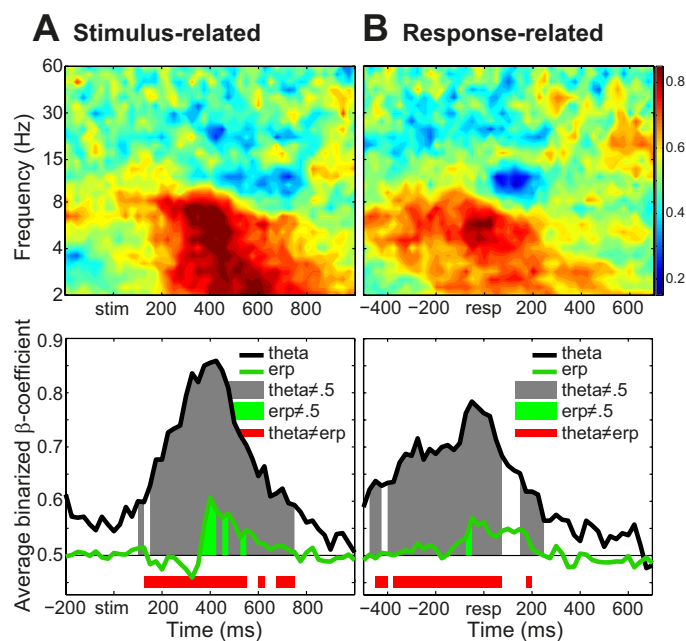 A Stimulus-related
B Response-related
Frequency (Hz)
60
30
15
8
4
2
stim 200 400 600 800
−400 −200 resp 200 600
0.8
0.6
0.4
0.2
Average binarized β-coefficient
0.9
0.8
0.7
0.6
0.5
theta
erp
theta≠.5
erp≠.5
theta≠erp
theta
erp
theta≠.5
erp≠.5
theta≠erp
−200 stim 200 400 600 800
−400 −200 resp 200 400 600
Time (ms)
Time (ms)